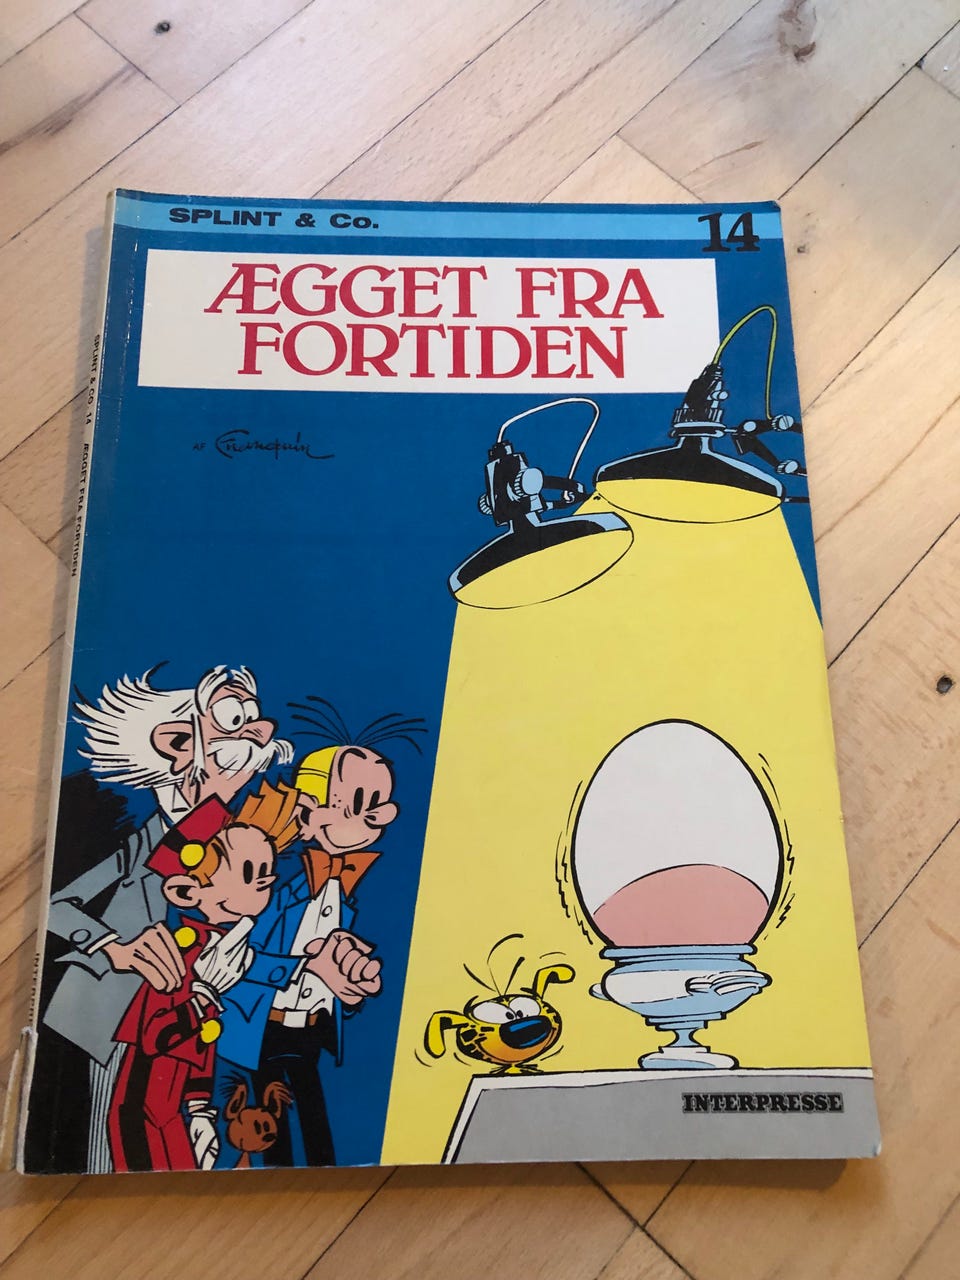 SPLINT & Co.
14
ÆGGET FRA
FORTIDEN
AF Franquin
INTERPRESSE
SPLINT & CO. 14 ÆGGET FRA FORTIDEN